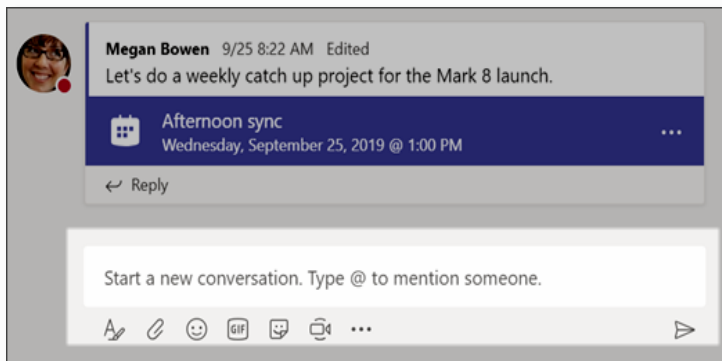 Megan Bowen 9/25 8:22 AM Edited
Let's do a weekly catch up project for the Mark 8 launch.
Afternoon sync
Wednesday, September 25, 2019 @ 1:00 PM
Reply
Start a new conversation. Type @ to mention someone.
GIF